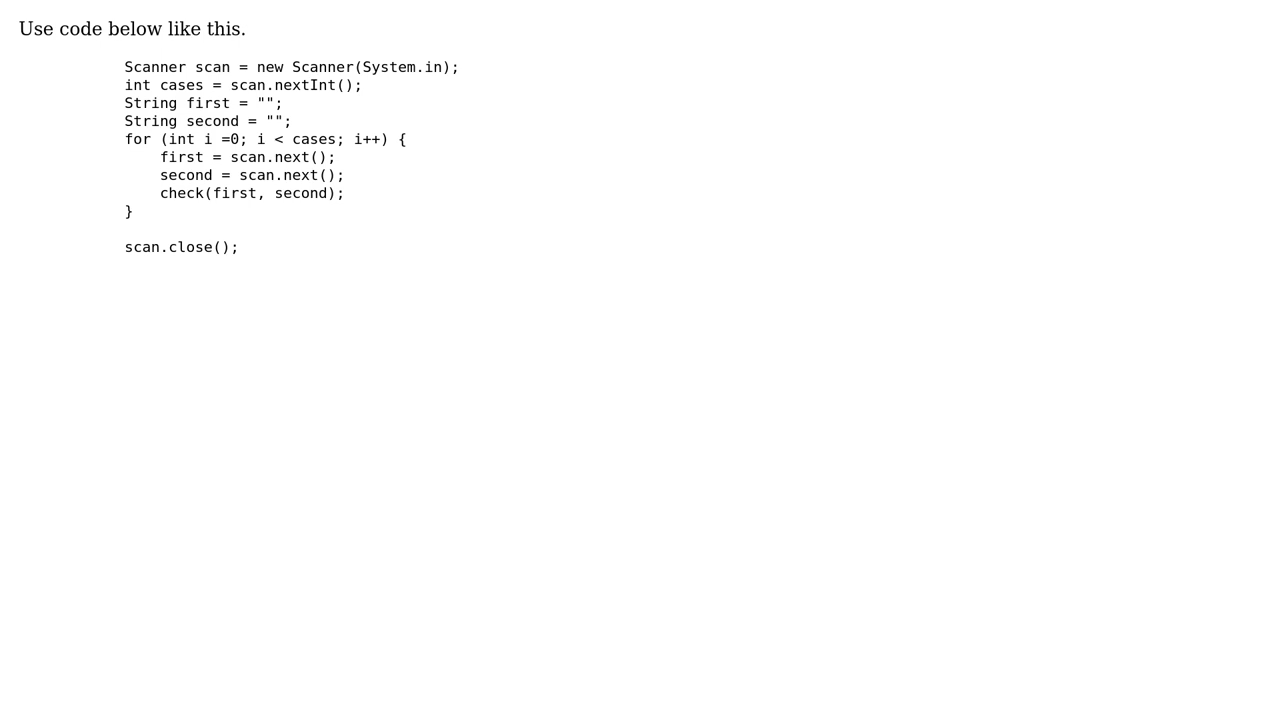 Use code below like this.
Scanner scan = new Scanner(System.in);
int cases = scan.nextInt();
String first = "";
String second = "";
for (int i =0; i < cases; i++) {
    first = scan.next();
    second = scan.next();
    check(first, second);
}
scan.close();